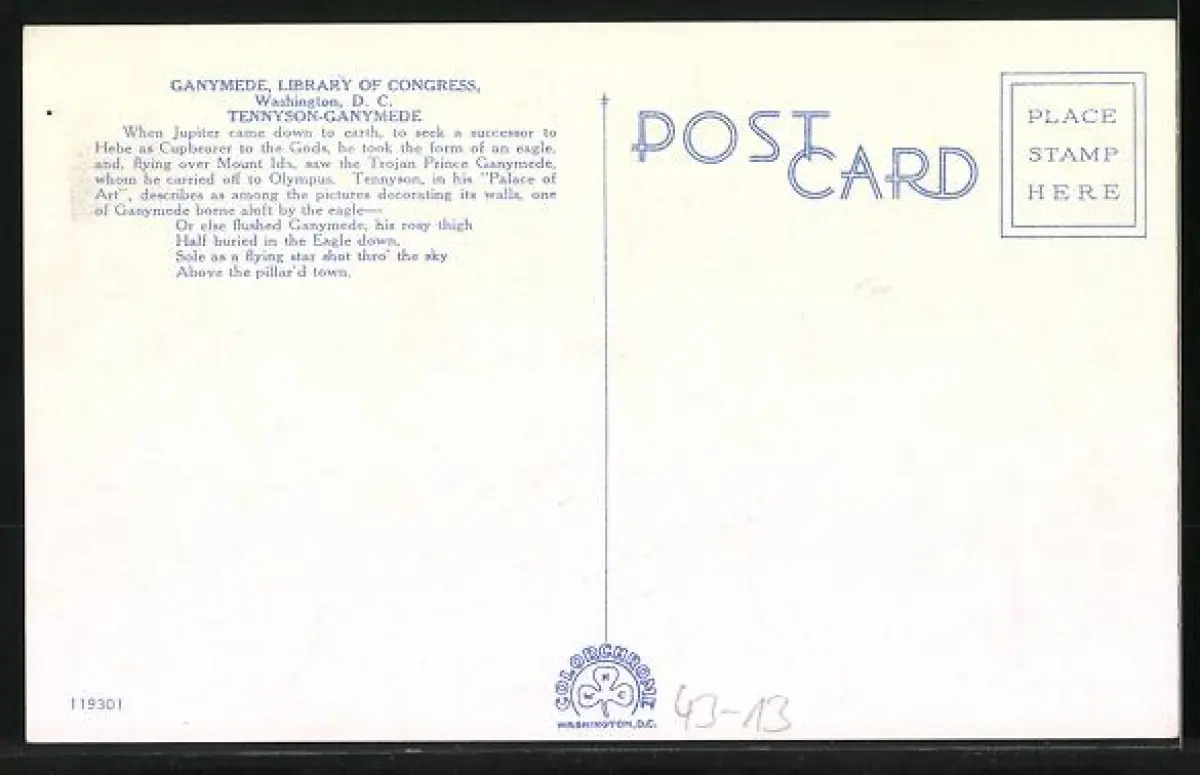 GANYMEDE, LIBRARY OF CONGRESS,
Washington, D. C.
TENNYSON-GANYMEDE
When Jupiter came down to earth, to seek a successor to
Hebe as Cupbearer to the Gods, he took the form of an eagle,
and, flying over Mount Ida, saw the Trojan Prince Ganymede,
whom he carried off to Olympus. Tennyson, in his "Palace of
Art", describes as among the pictures decorating its walls, one
of Ganymede borne aloft by the eagle—
Or else flushed Ganymede, his rosy thigh
Half buried in the Eagle down,
Sole as a flying star shot thro' the sky
Above the pillar'd town.
POST
CARD
PLACE
STAMP
HERE
119301
COLORCHROME
WASHINGTON, D.C.
43-13